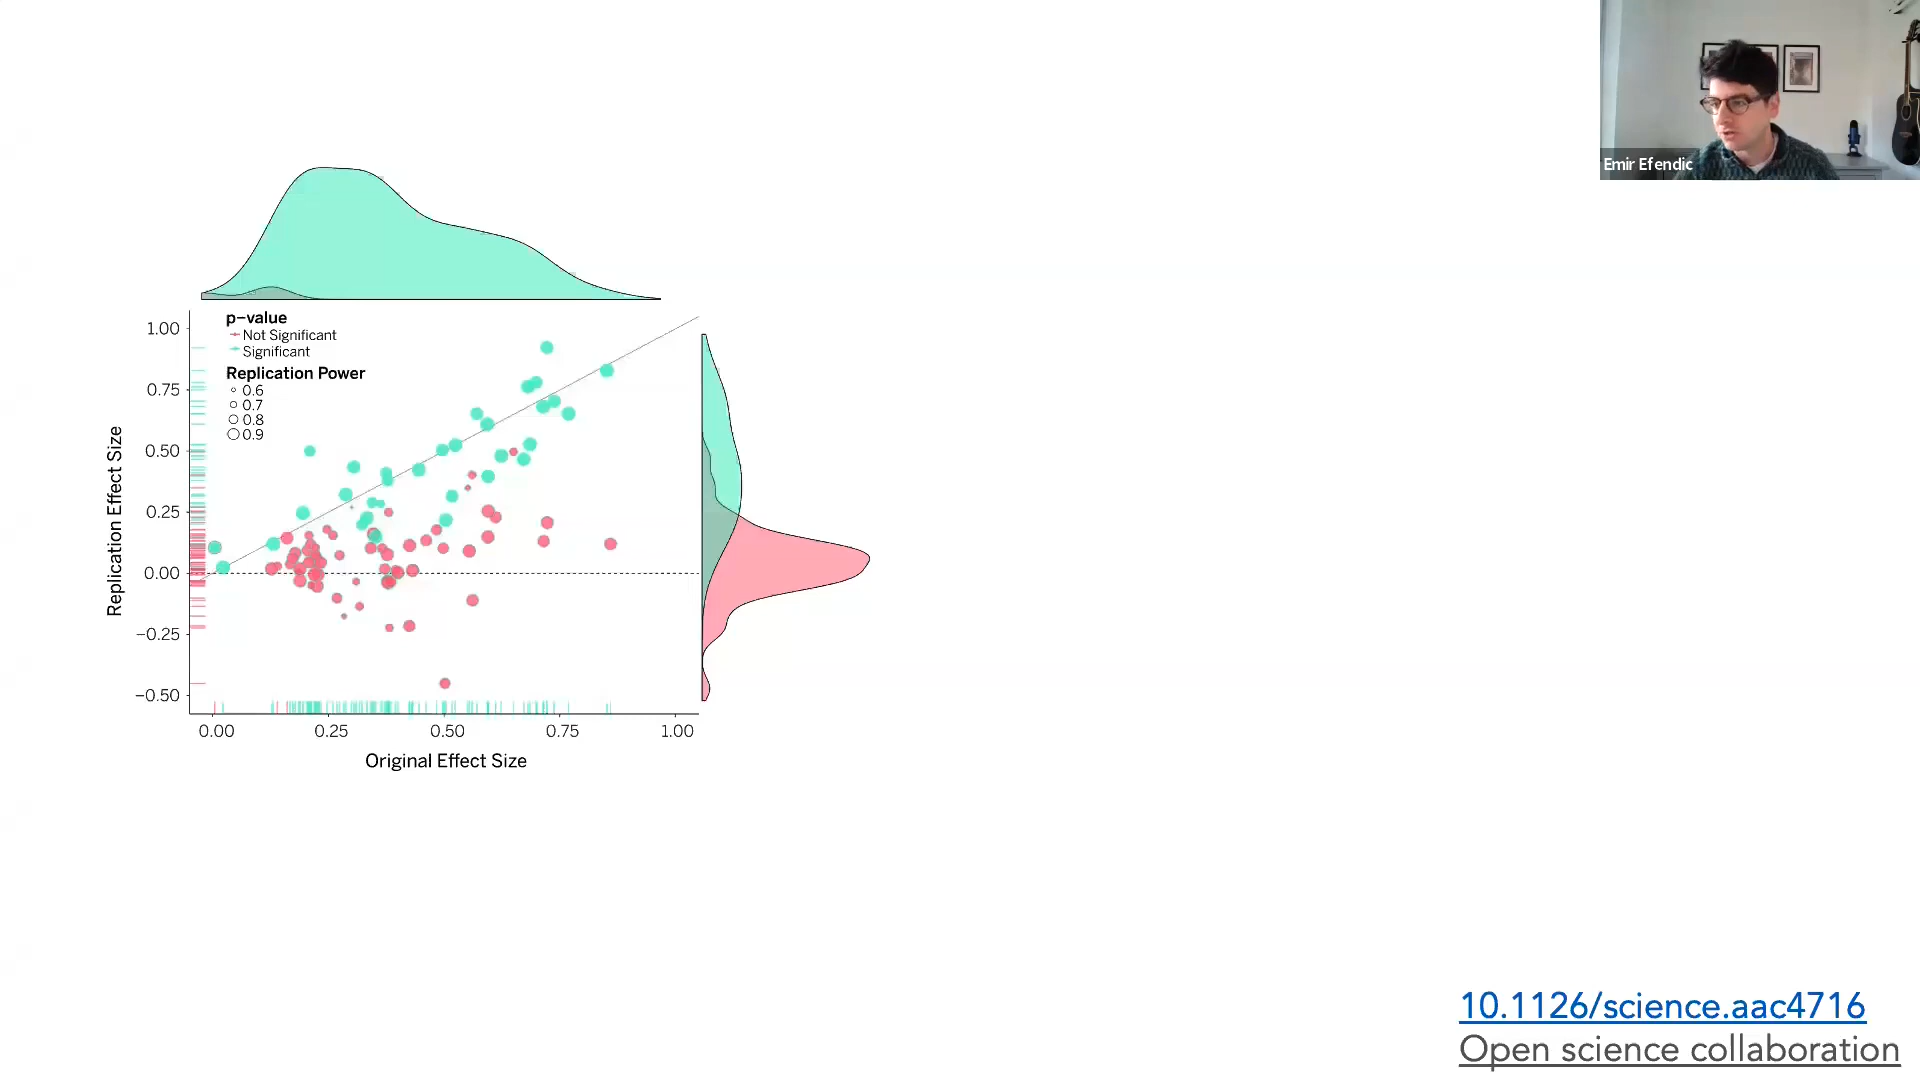 Emir Efendic
p−value
Not Significant
Significant
Replication Power
0.6
0.7
0.8
0.9
1.00
0.75
0.50
0.25
0.00
−0.25
−0.50
Replication Effect Size
0.00 0.25 0.50 0.75 1.00
Original Effect Size
10.1126/science.aac4716
Open science collaboration